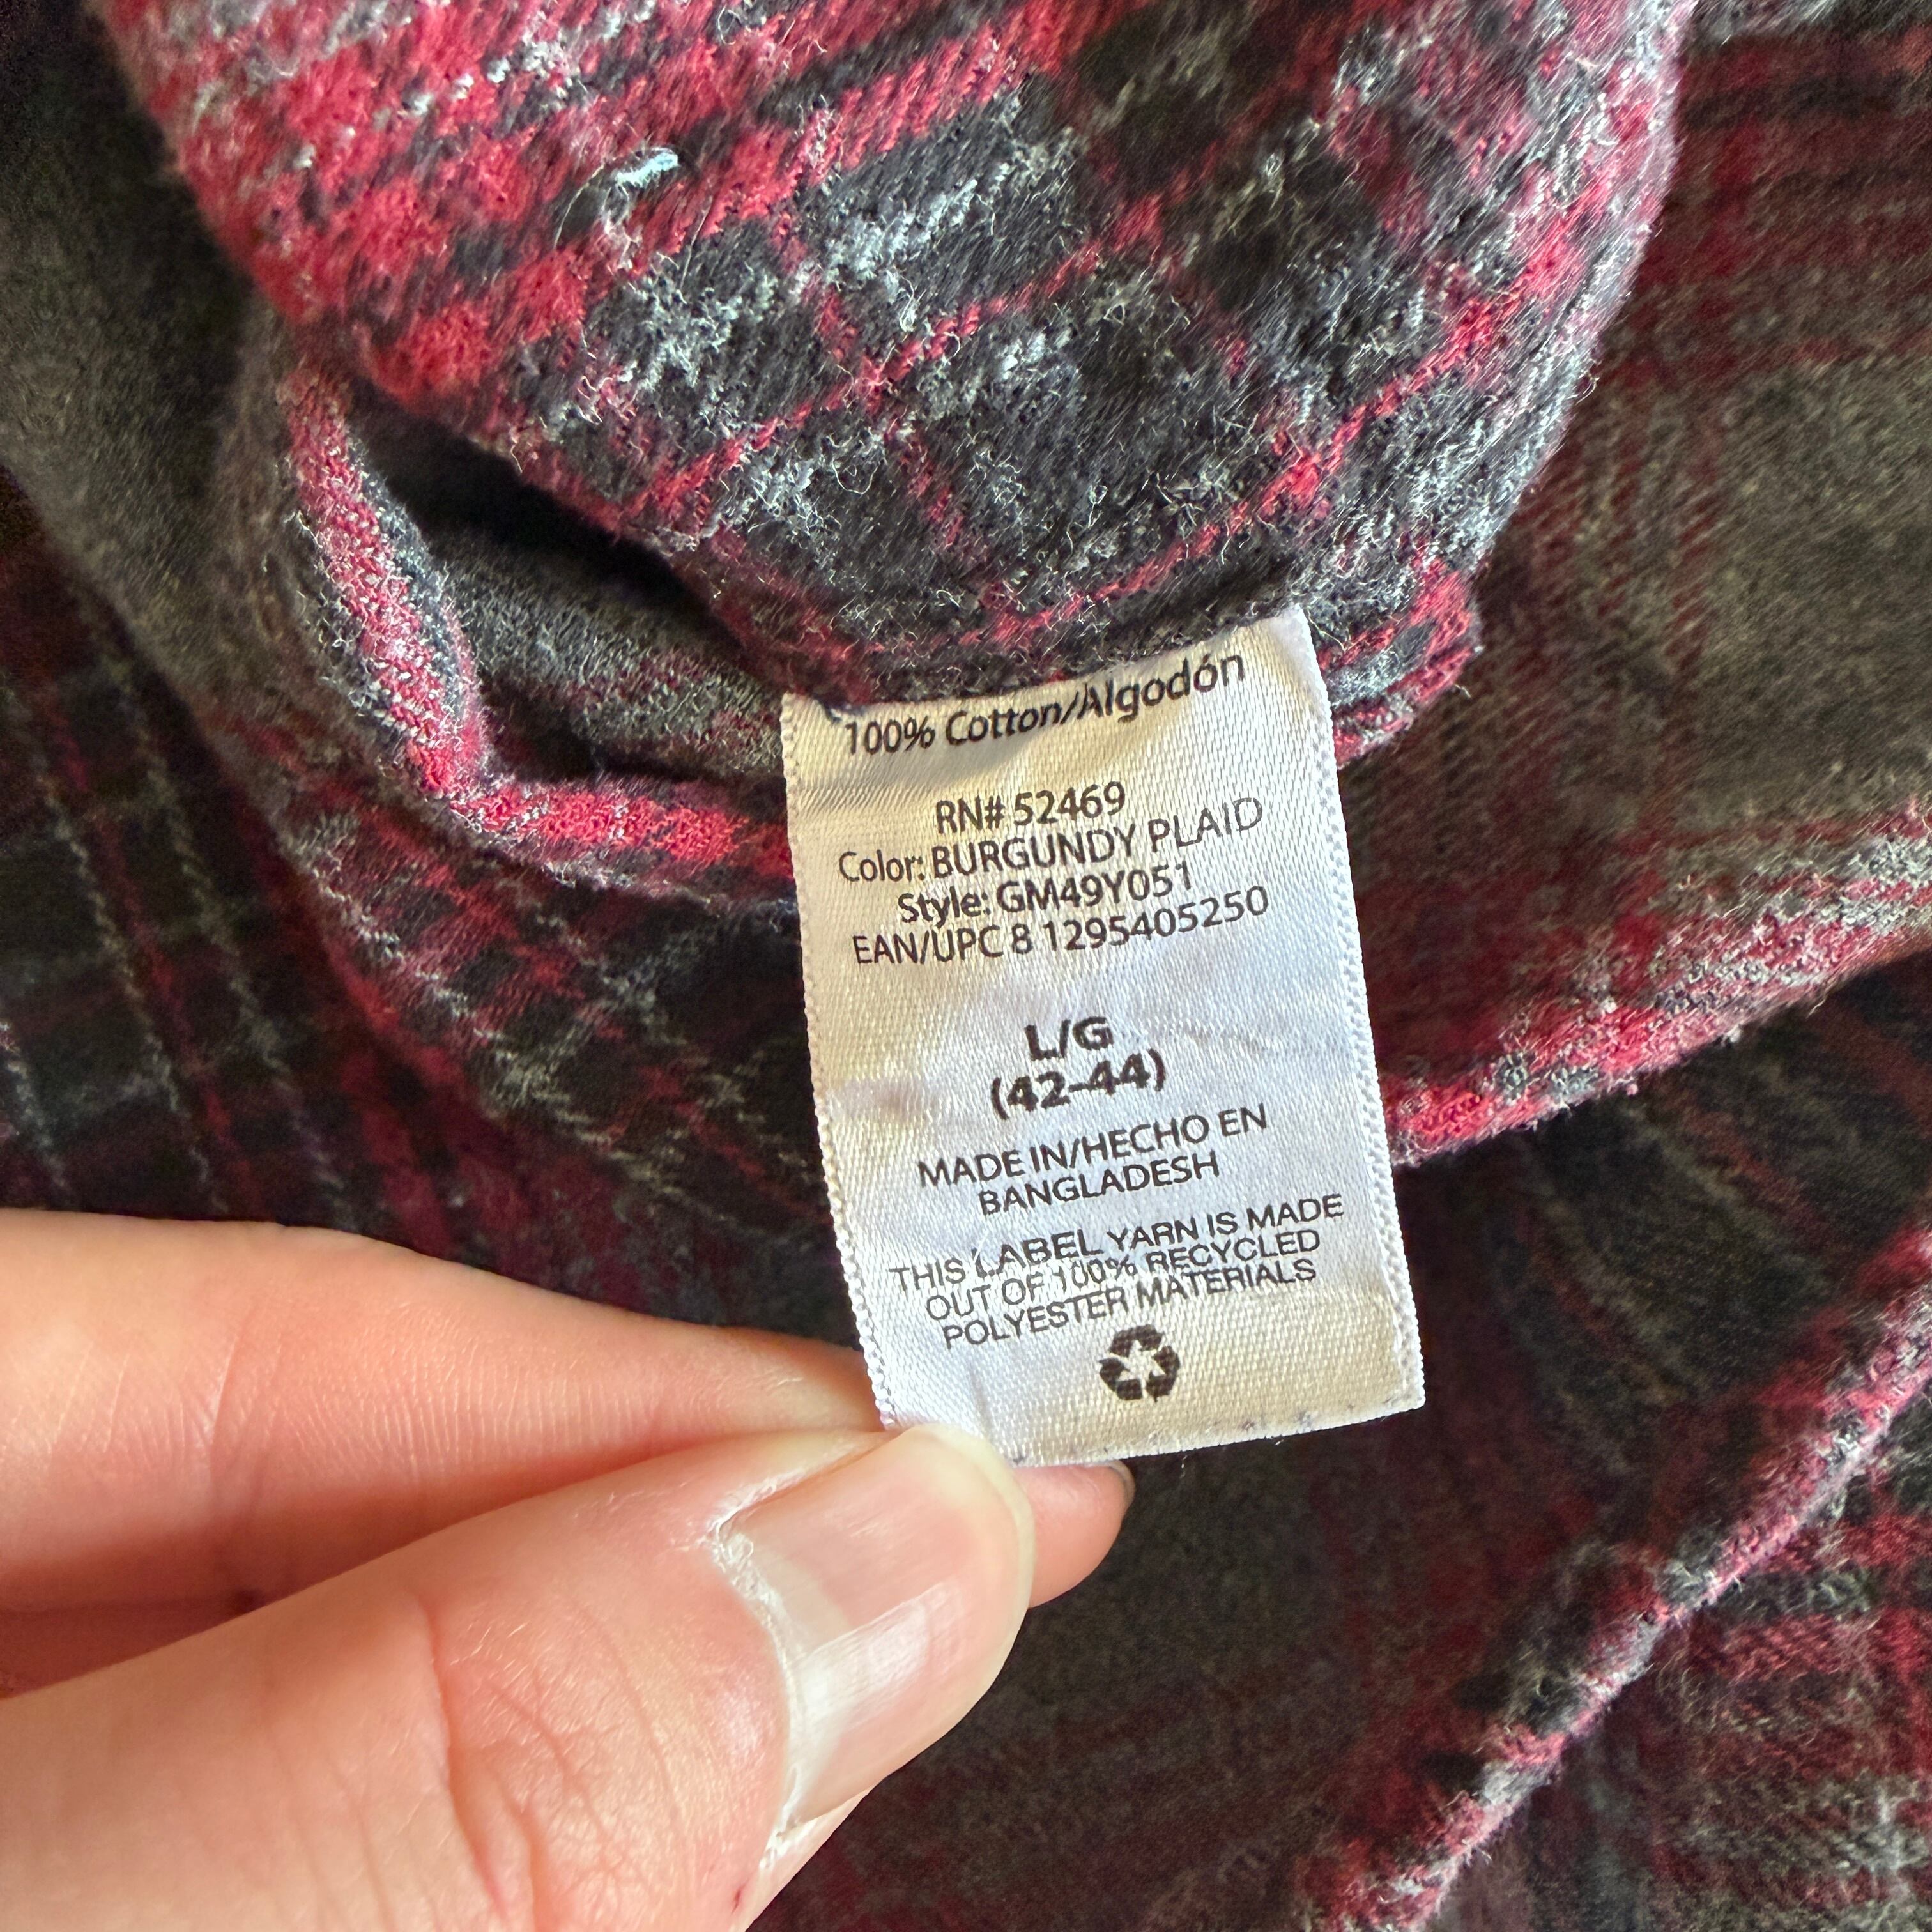 100% Cotton/Algodón
RN# 52469
Color: BURGUNDY PLAID
Style: GM49Y051
EAN/UPC 8 1295405250
L/G
(42-44)
MADE IN/HECHO EN
BANGLADESH
THIS LABEL YARN IS MADE
OUT OF 100% RECYCLED
POLYESTER MATERIALS